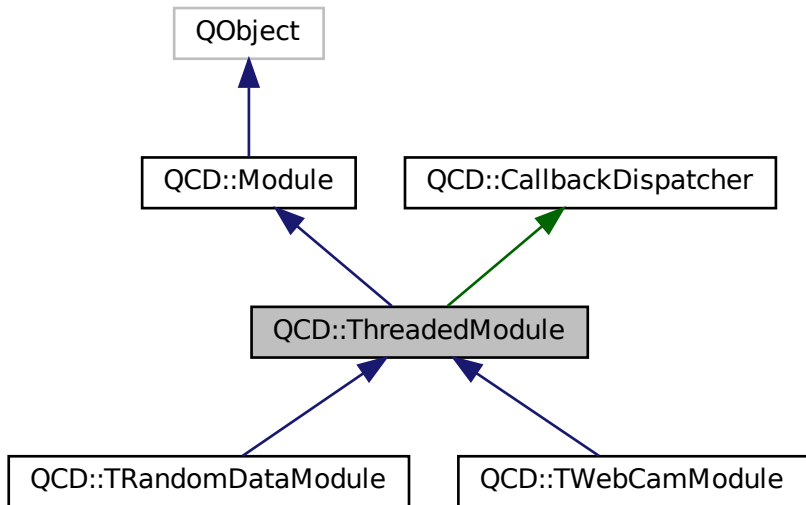 QObject
QCD::Module
QCD::CallbackDispatcher
QCD::ThreadedModule
QCD::TRandomDataModule
QCD::TWebCamModule